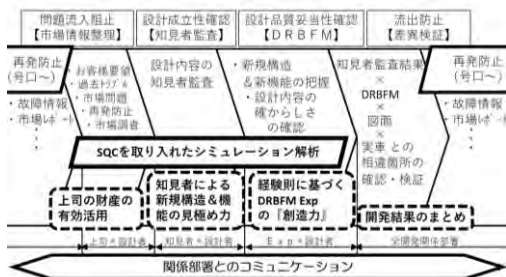 問題流入阻止
【市場情報整理】
設計成立性確認
【知見者監査】
設計品質妥当性確認
【DRBFM】
流出防止
【差異検証】
再発防止
(号口～)
・故障情報
・市場ﾚﾎﾟｰﾄ
・お客様要望
・過去ﾄﾗﾌﾞﾙ
・市場問題
・再発防止
・市場調査
設計内容の
知見者監査
・新規構造
＆新機能の把握
・設計内容の
確からしさ
の確認
知見者監査結果
×
DRBFM
×
図面
×
実車との
相違箇所の
確認・検証
再発防止
(号口～)
・故障情報
・市場ﾚﾎﾟｰﾄ
SQCを取り入れたシミュレーション解析
上司の財産の
有効活用
知見者による
新規構造＆機
能の見極め力
経験則に基づく
DRBFM Exp
の『創造力』
開発結果のまとめ
上司×設計者
知見者×設計者
Exp×設計者
全開発関係部署
関係部署とのコミュニケーション